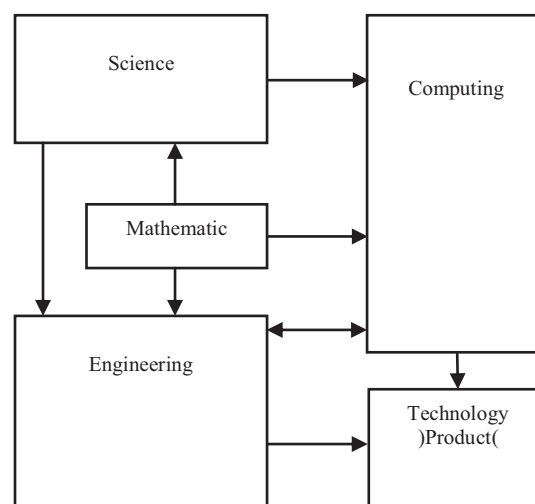 Science
Computing
Mathematic
Engineering
Technology
)Product(